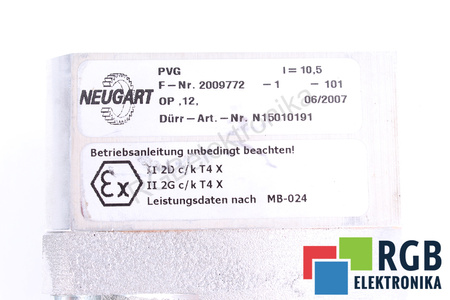 NEUGART
PVG i = 10,5
F-Nr. 2009772 - 1 - 101
OP ,12, 06/2007
Dürr-Art.-Nr. N15010191
Betriebsanleitung unbedingt beachten!
Ex II 2D c/k T4 X
II 2G c/k T4 X
Leistungsdaten nach MB-024
RGB
ELEKTRONIKA